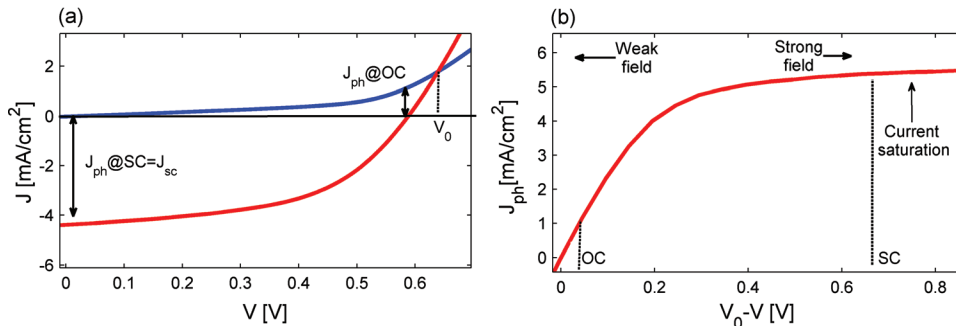 (a)
2
0
-2
-4
-6
J [mA/cm²]
J_ph@OC
V_0
J_ph@SC=J_sc
0 0.1 0.2 0.3 0.4 0.5 0.6
V [V]
(b)
6
5
4
3
2
1
0
J_ph[mA/cm²]
Weak
field
Strong
field
Current
saturation
OC
SC
0 0.2 0.4 0.6 0.8
V_0-V [V]